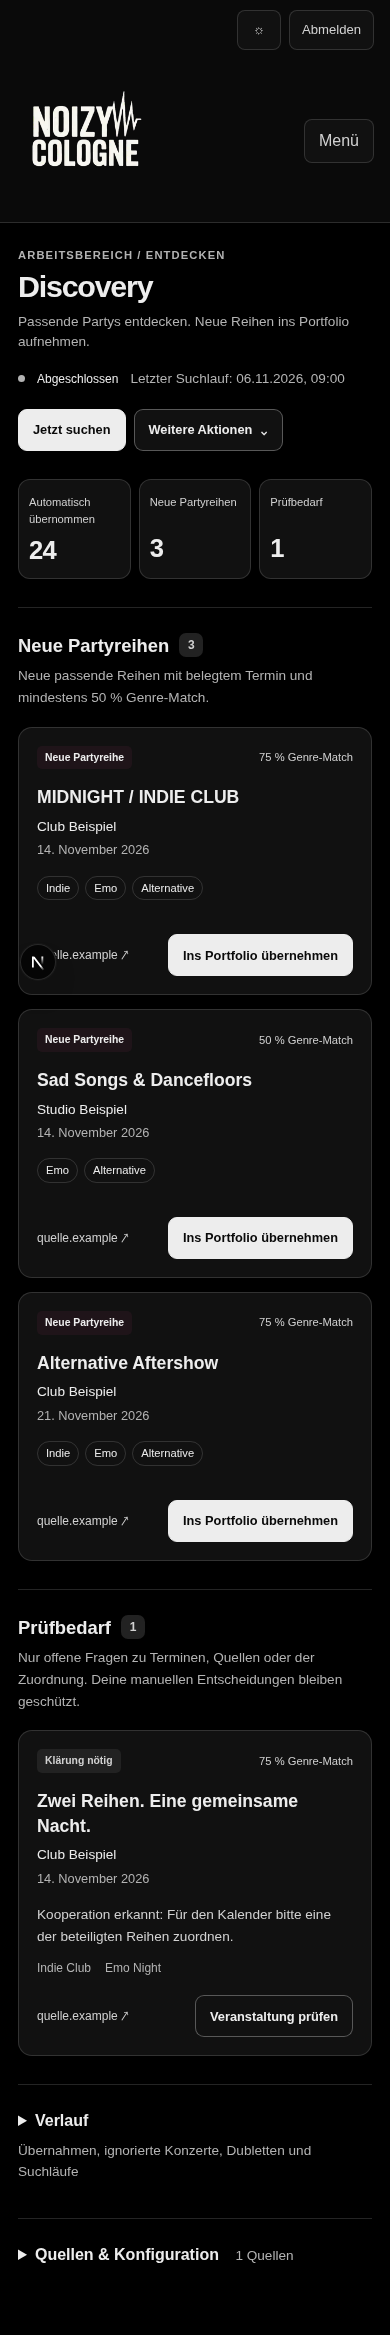 ☼ Abmelden
NOIZY
COLOGNE
Menü
ARBEITSBEREICH / ENTDECKEN
Discovery
Passende Partys entdecken. Neue Reihen ins Portfolio
aufnehmen.
Abgeschlossen Letzter Suchlauf: 06.11.2026, 09:00
Jetzt suchen Weitere Aktionen ⌄
Automatisch
übernommen
24
Neue Partyreihen
3
Prüfbedarf
1
Neue Partyreihen 3
Neue passende Reihen mit belegtem Termin und
mindestens 50 % Genre-Match.
Neue Partyreihe 75 % Genre-Match
MIDNIGHT / INDIE CLUB
Club Beispiel
14. November 2026
Indie Emo Alternative
N elle.example ↗ Ins Portfolio übernehmen
Neue Partyreihe 50 % Genre-Match
Sad Songs & Dancefloors
Studio Beispiel
14. November 2026
Emo Alternative
quelle.example ↗ Ins Portfolio übernehmen
Neue Partyreihe 75 % Genre-Match
Alternative Aftershow
Club Beispiel
21. November 2026
Indie Emo Alternative
quelle.example ↗ Ins Portfolio übernehmen
Prüfbedarf 1
Nur offene Fragen zu Terminen, Quellen oder der
Zuordnung. Deine manuellen Entscheidungen bleiben
geschützt.
Klärung nötig 75 % Genre-Match
Zwei Reihen. Eine gemeinsame
Nacht.
Club Beispiel
14. November 2026
Kooperation erkannt: Für den Kalender bitte eine
der beteiligten Reihen zuordnen.
Indie Club Emo Night
quelle.example ↗ Veranstaltung prüfen
▶ Verlauf
Übernahmen, ignorierte Konzerte, Dubletten und
Suchläufe
▶ Quellen & Konfiguration 1 Quellen